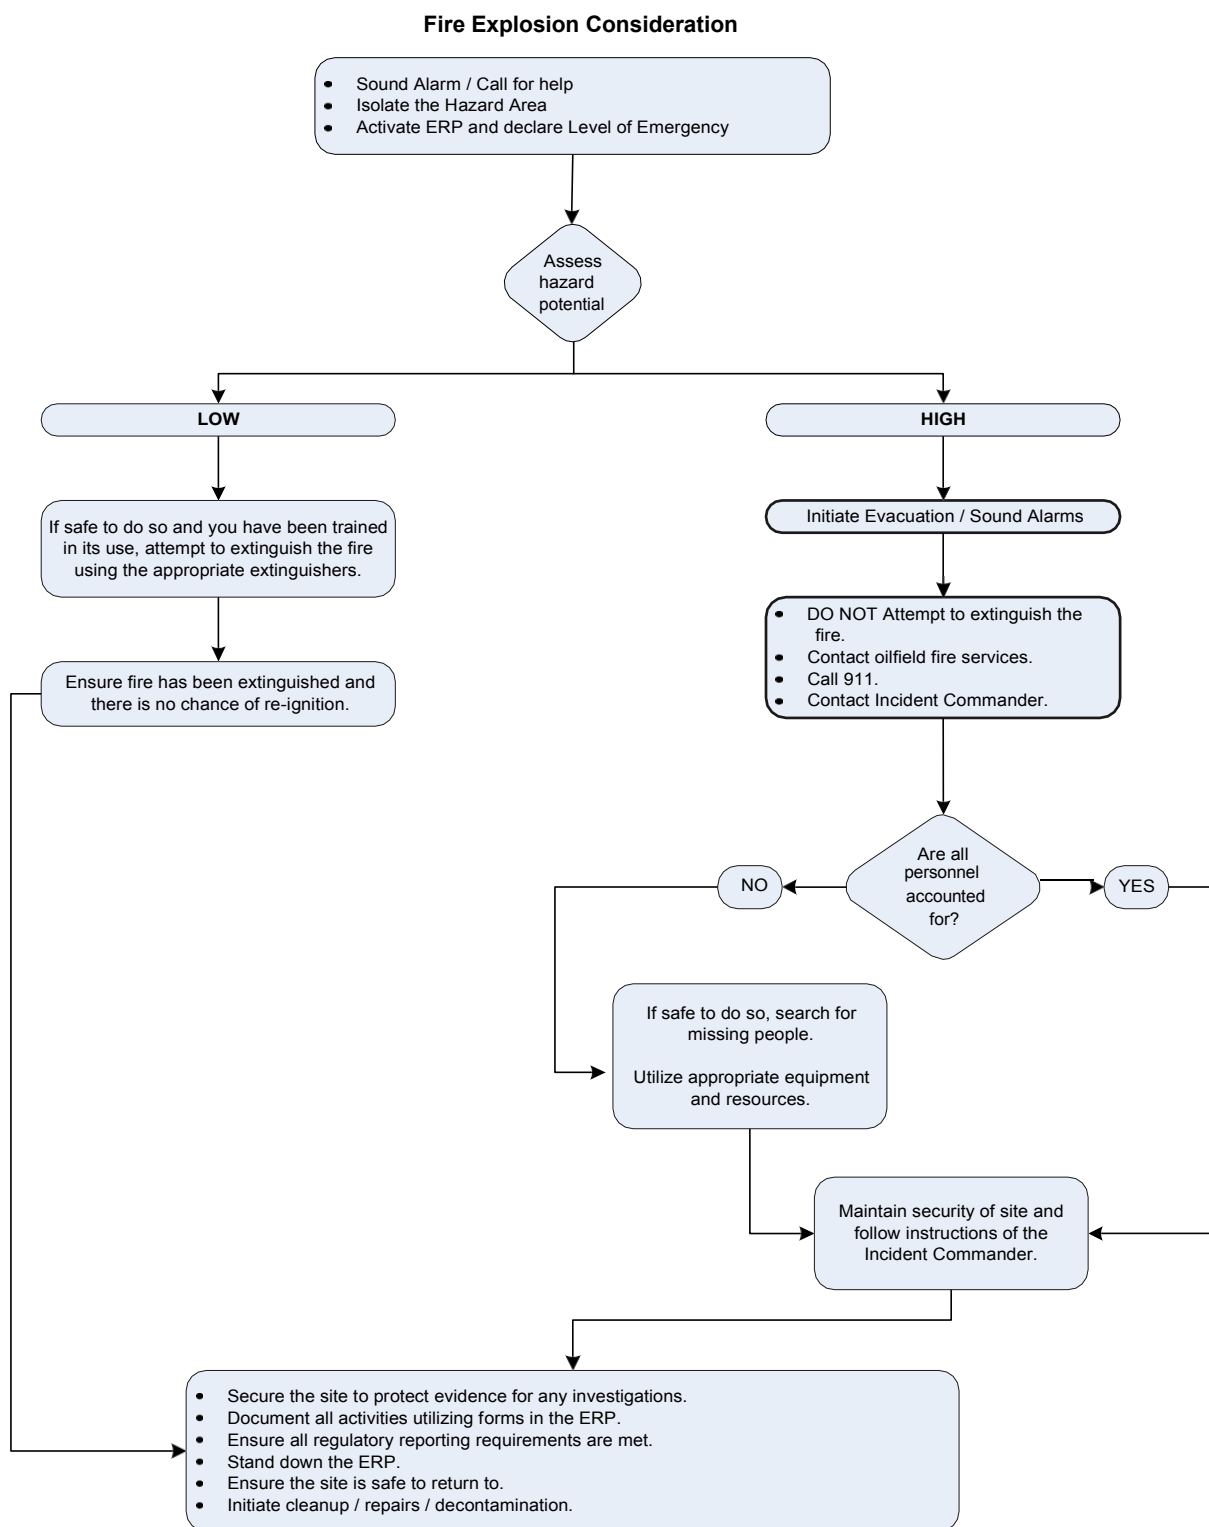 Fire Explosion Consideration
• Sound Alarm / Call for help
• Isolate the Hazard Area
• Activate ERP and declare Level of Emergency
Assess
hazard
potential
LOW
HIGH
If safe to do so and you have been trained
in its use, attempt to extinguish the fire
using the appropriate extinguishers.
Initiate Evacuation / Sound Alarms
• DO NOT Attempt to extinguish the
fire.
• Contact oilfield fire services.
• Call 911.
• Contact Incident Commander.
Ensure fire has been extinguished and
there is no chance of re-ignition.
Are all
personnel
accounted
for?
NO
YES
If safe to do so, search for
missing people.
Utilize appropriate equipment
and resources.
Maintain security of site and
follow instructions of the
Incident Commander.
• Secure the site to protect evidence for any investigations.
• Document all activities utilizing forms in the ERP.
• Ensure all regulatory reporting requirements are met.
• Stand down the ERP.
• Ensure the site is safe to return to.
• Initiate cleanup / repairs / decontamination.